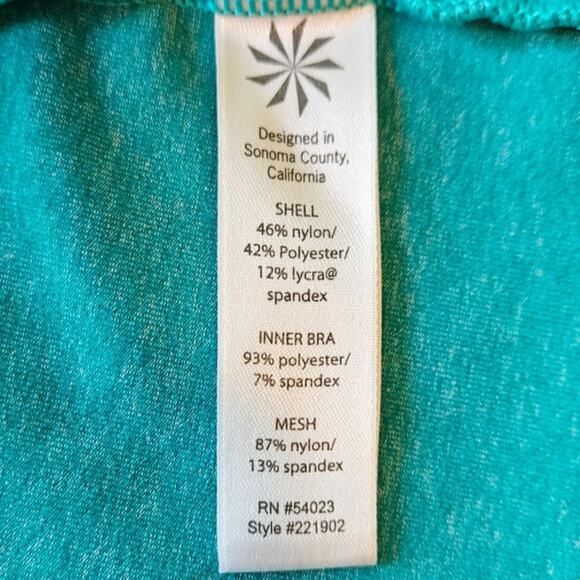 Designed in
Sonoma County,
California
SHELL
46% nylon/
42% Polyester/
12% lycra@
spandex
INNER BRA
93% polyester/
7% spandex
MESH
87% nylon/
13% spandex
RN #54023
Style #221902